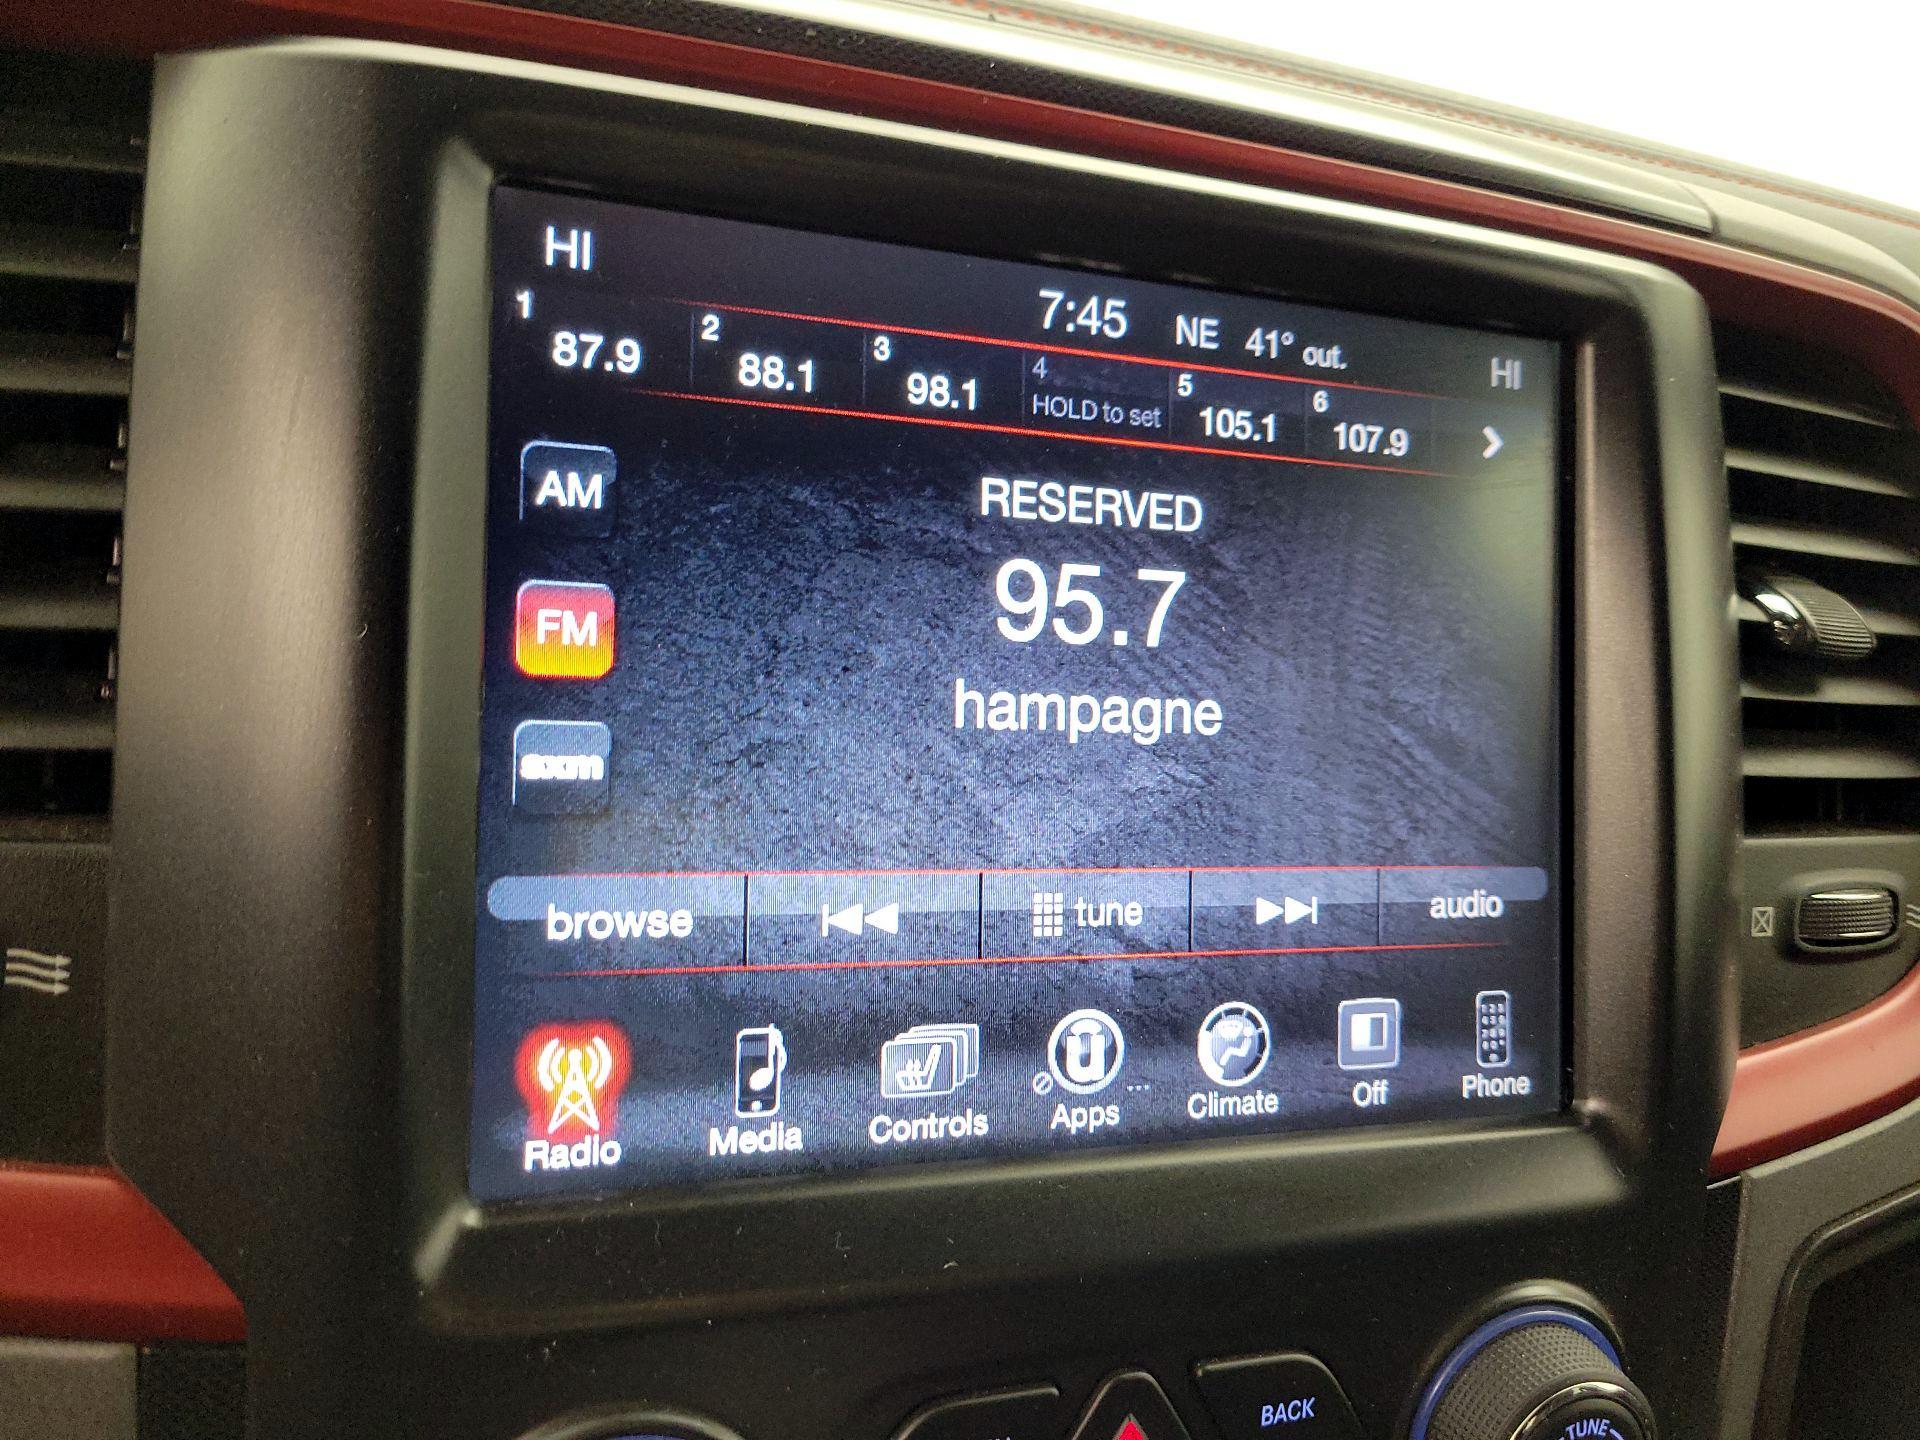 HI
7:45 NE 41° out. HI
1 87.9 2 88.1 3 98.1 4 HOLD to set 5 105.1 6 107.9
AM
RESERVED
FM
95.7
hampagne
sxm
browse tune audio
Radio Media Controls Apps Climate Off Phone
BACK
TUNE